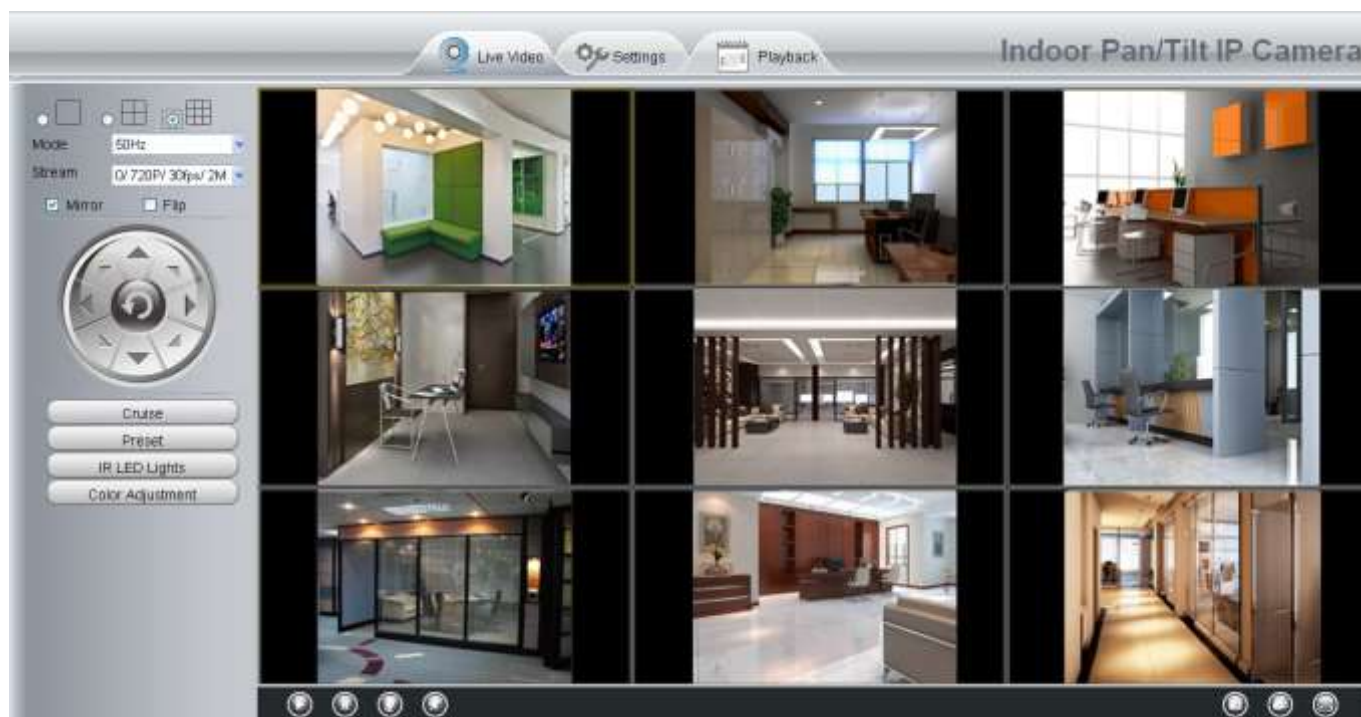 Live Video
Settings
Playback
Indoor Pan/Tilt IP Camera
Mode
50Hz
Stream
0/ 720P/ 30fps/ 2M
Mirror
Flip
Cruise
Preset
IR LED Lights
Color Adjustment